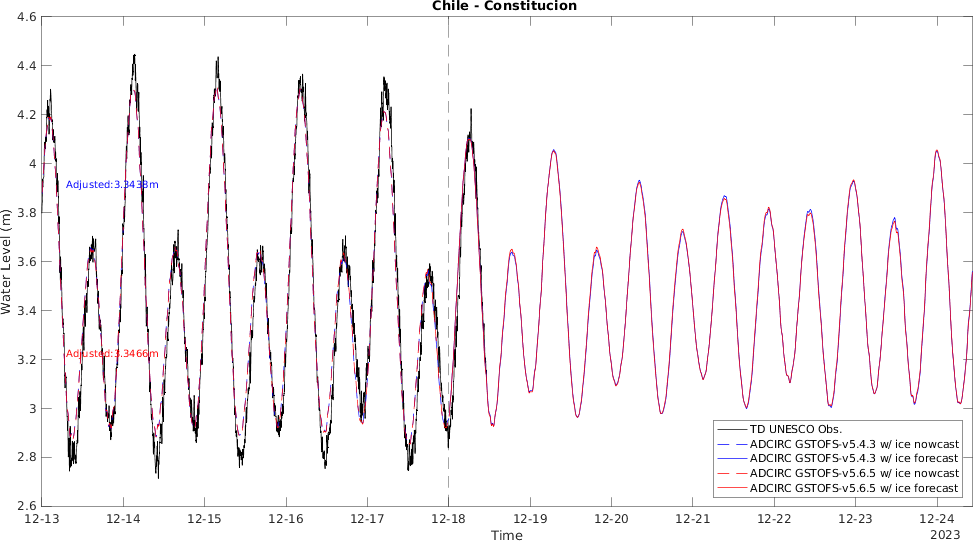 Chile - Constitucion
4.6
4.4
4.2
4
3.8
3.6
3.4
3.2
3
2.8
2.6
Water Level (m)
Adjusted:3.3433m
Adjusted:3.3466m
TD UNESCO Obs.
ADCIRC GSTOFS-v5.4.3 w/ ice nowcast
ADCIRC GSTOFS-v5.4.3 w/ ice forecast
ADCIRC GSTOFS-v5.6.5 w/ ice nowcast
ADCIRC GSTOFS-v5.6.5 w/ ice forecast
12-13 12-14 12-15 12-16 12-17 12-18 12-19 12-20 12-21 12-22 12-23 12-24
2023
Time